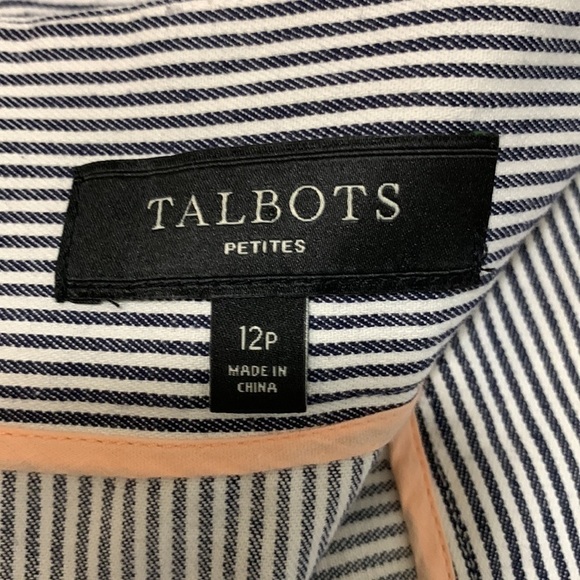 TALBOTS
PETITES
12P
MADE IN
CHINA